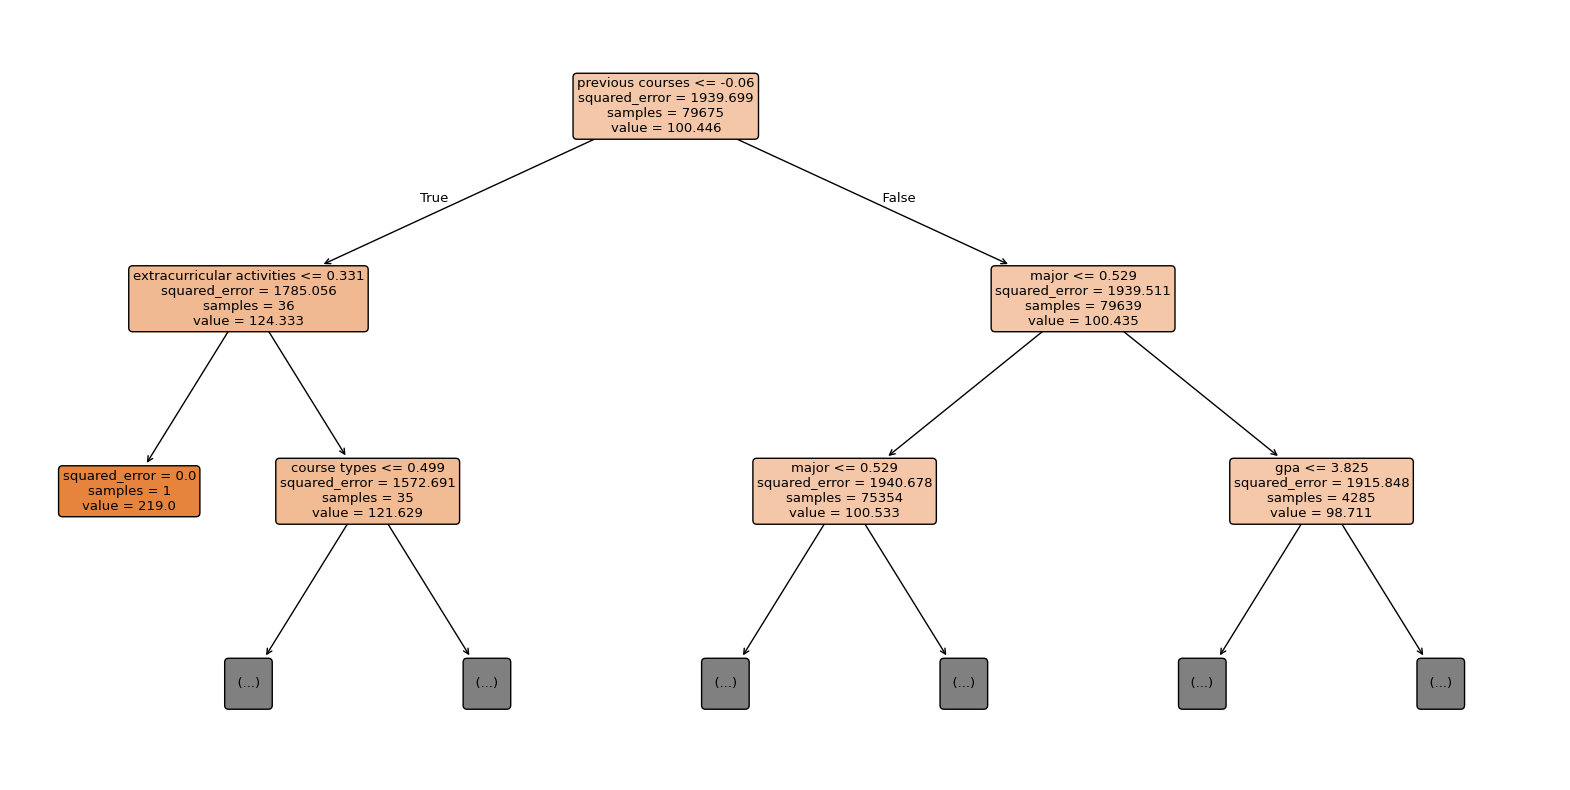 previous courses <= -0.06
squared_error = 1939.699
samples = 79675
value = 100.446
True
False
extracurricular activities <= 0.331
squared_error = 1785.056
samples = 36
value = 124.333
major <= 0.529
squared_error = 1939.511
samples = 79639
value = 100.435
squared_error = 0.0
samples = 1
value = 219.0
course types <= 0.499
squared_error = 1572.691
samples = 35
value = 121.629
major <= 0.529
squared_error = 1940.678
samples = 75354
value = 100.533
gpa <= 3.825
squared_error = 1915.848
samples = 4285
value = 98.711
(...)
(...)
(...)
(...)
(...)
(...)